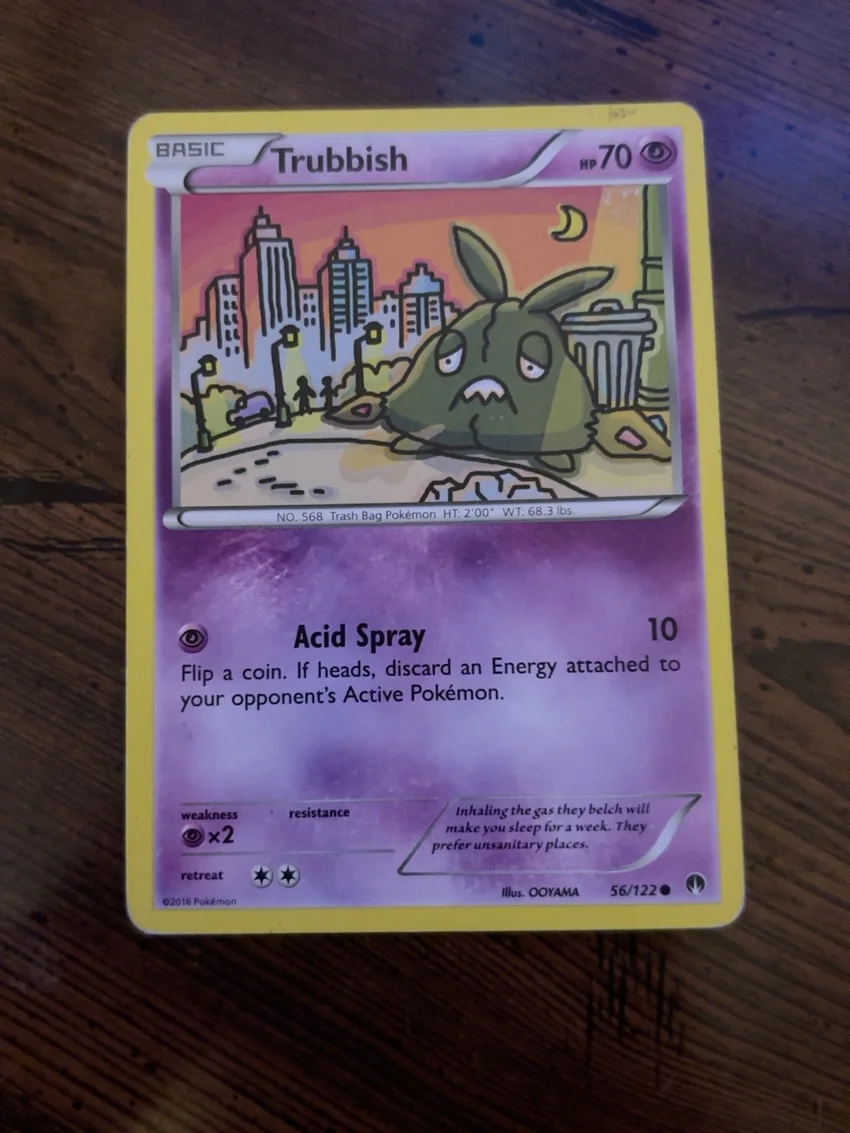 BASIC Trubbish HP 70
NO. 568 Trash Bag Pokémon HT: 2'00" WT: 68.3 lbs.
Acid Spray 10
Flip a coin. If heads, discard an Energy attached to
your opponent's Active Pokémon.
weakness resistance
×2
retreat
Inhaling the gas they belch will
make you sleep for a week. They
prefer unsanitary places.
Illus. OOYAMA 56/122
©2016 Pokémon